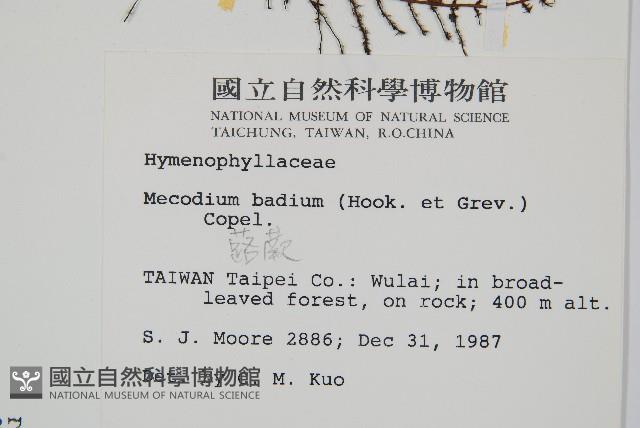 國立自然科學博物館
NATIONAL MUSEUM OF NATURAL SCIENCE
TAICHUNG, TAIWAN, R.O.CHINA
Hymenophyllaceae
Mecodium badium (Hook. et Grev.)
Copel.
蕗蕨
TAIWAN Taipei Co.: Wulai; in broad-
leaved forest, on rock; 400 m alt.
S. J. Moore 2886; Dec 31, 1987
M. Kuo
國立自然科學博物館
NATIONAL MUSEUM OF NATURAL SCIENCE